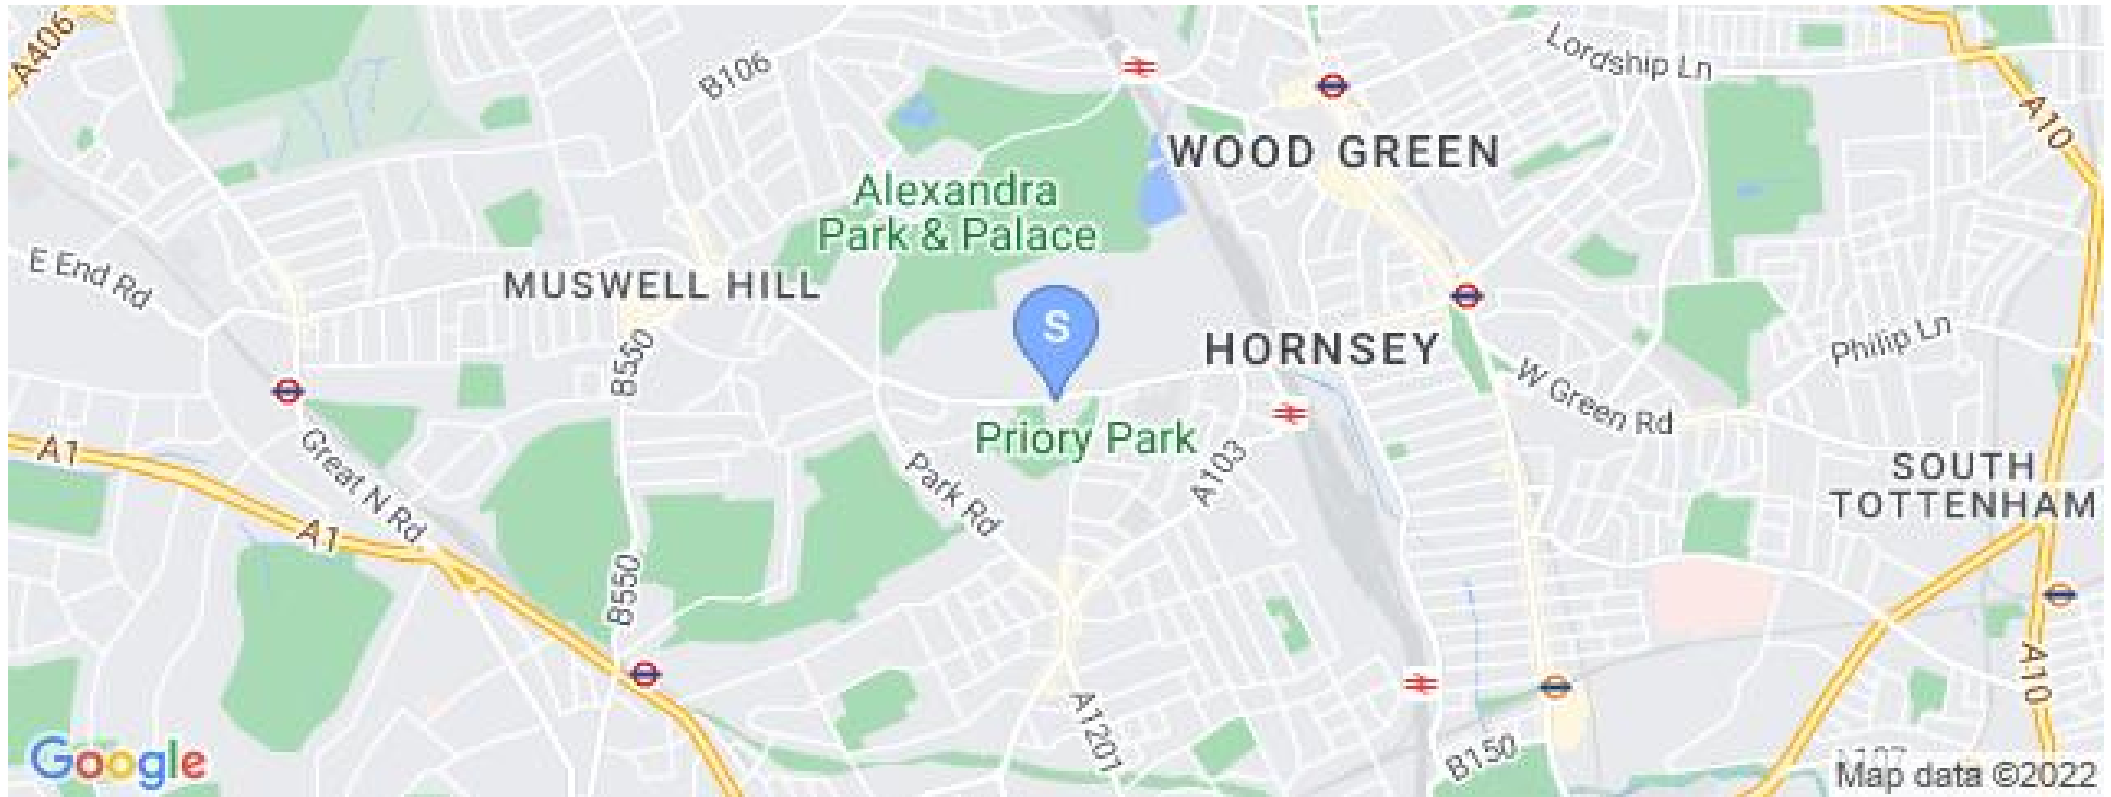 A406
B106
Lordship Ln
A10
WOOD GREEN
Alexandra
Park & Palace
E End Rd
MUSWELL HILL
S
HORNSEY
Philip Ln
B550
W Green Rd
A1
Great N Rd
Priory Park
Park Rd
A103
SOUTH
TOTTENHAM
A1
B550
A10
A1201
B150
Google
Map data ©2022